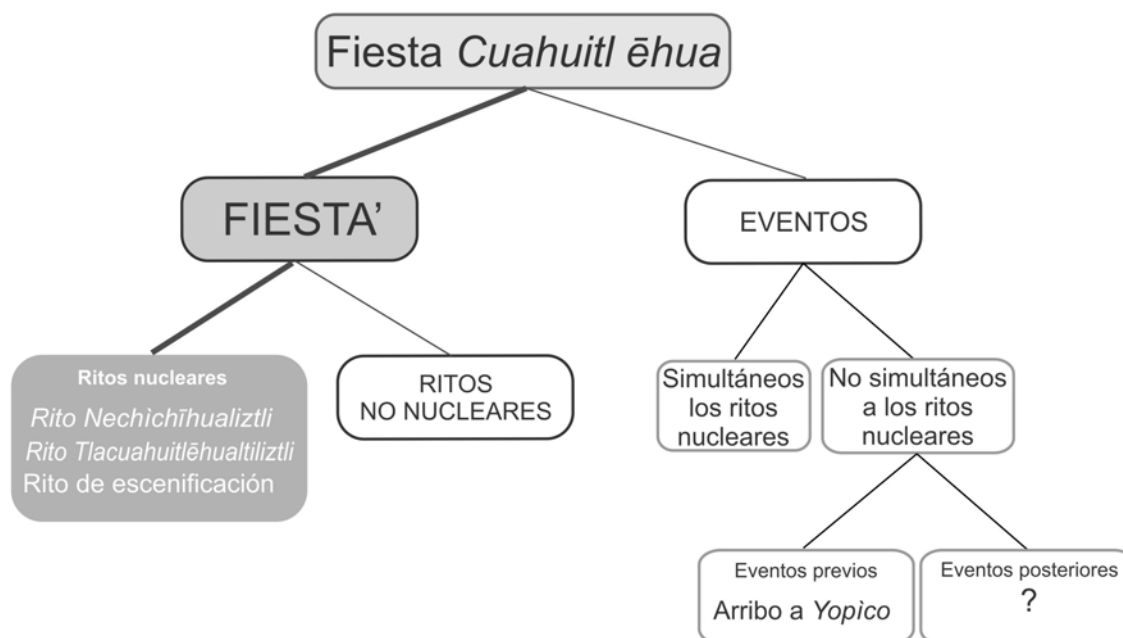 Fiesta Cuahuitl ēhua
FIESTA’
EVENTOS
Ritos nucleares
Rito Nechìchīhualiztli
Rito Tlacuahuitlēhualtiliztli
Rito de escenificación
RITOS
NO NUCLEARES
Simultáneos
los ritos
nucleares
No simultáneos
a los ritos
nucleares
Eventos previos
Arribo a Yopìco
Eventos posteriores
?